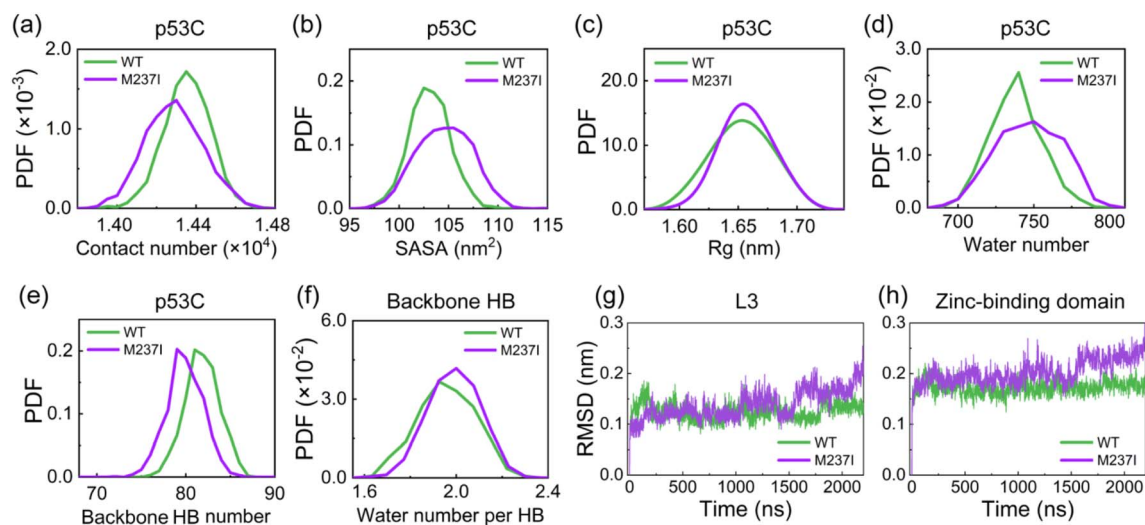 (a) p53C
PDF (×10⁻³)
2.0
1.0
0.0
WT
M237I
1.40 1.44 1.48
Contact number (×10⁴)
(b) p53C
PDF
0.2
0.1
0.0
WT
M237I
95 100 105 110 115
SASA (nm²)
(c) p53C
PDF
20.0
10.0
0.0
WT
M237I
1.60 1.65 1.70
Rg (nm)
(d) p53C
PDF (×10⁻²)
3.0
2.0
1.0
0.0
WT
M237I
700 750 800
Water number
(e) p53C
PDF
0.2
0.1
0.0
WT
M237I
70 80 90
Backbone HB number
(f) Backbone HB
PDF (×10⁻²)
6.0
3.0
0.0
WT
M237I
1.6 2.0 2.4
Water number per HB
(g) L3
RMSD (nm)
0.3
0.2
0.1
0.0
WT
M237I
0 500 1000 1500 2000
Time (ns)
(h) Zinc-binding domain
0.3
0.2
0.1
0.0
WT
M237I
0 500 1000 1500 2000
Time (ns)